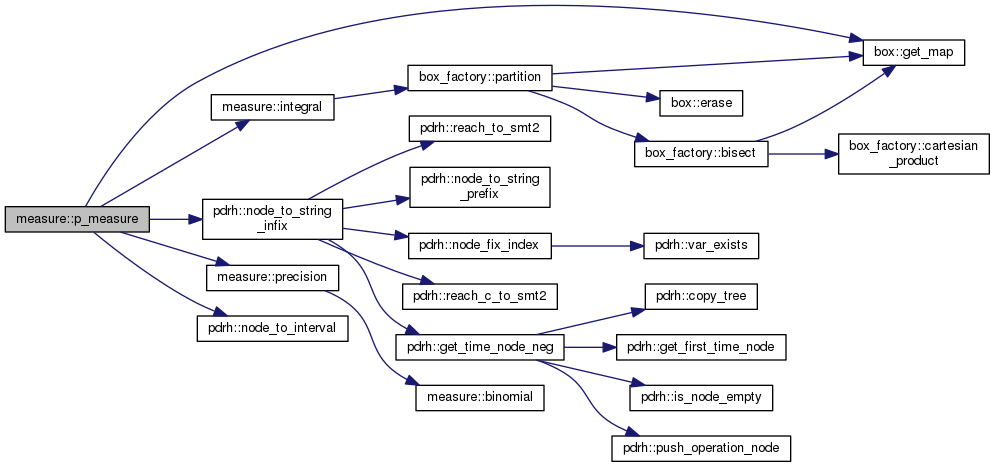 measure::p_measure
measure::integral
pdrh::node_to_string
_infix
measure::precision
pdrh::node_to_interval
box_factory::partition
pdrh::reach_to_smt2
pdrh::node_to_string
_prefix
pdrh::node_fix_index
pdrh::reach_c_to_smt2
pdrh::get_time_node_neg
measure::binomial
box::get_map
box::erase
box_factory::bisect
box_factory::cartesian
_product
pdrh::var_exists
pdrh::copy_tree
pdrh::get_first_time_node
pdrh::is_node_empty
pdrh::push_operation_node